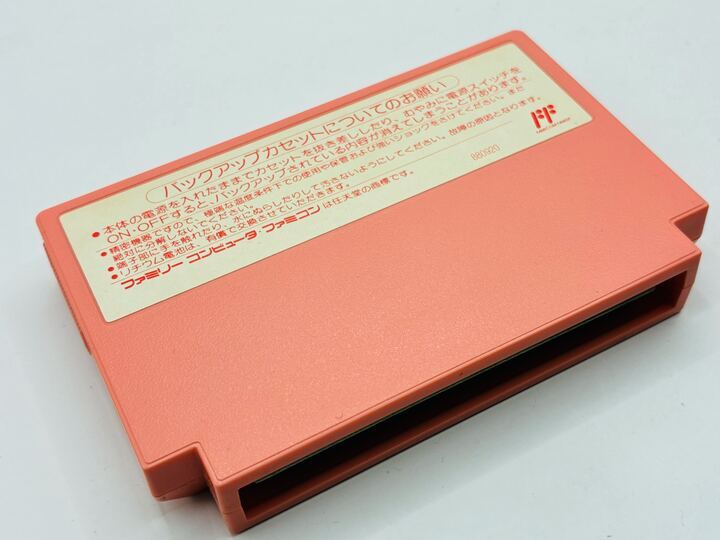 バックアップカセットについてのお願い
●本体の電源を入れたままでカセットを抜き差ししたり、むやみに電源スイッチを
ON・OFFすると、バックアップされている内容が消えてしまうことがあります。
●精密機器ですので、極端な温度条件下での使用や保管および強いショックをさけてください。また
絶対に分解しないでください。
●端子部に手を触れたり、水にぬらしたりして汚さないようにしてください。故障の原因となります。
●リチウム電池は、有償で交換させていただきます。
ファミリー コンピュータ・ファミコンは任天堂の商標です。
880920
FF